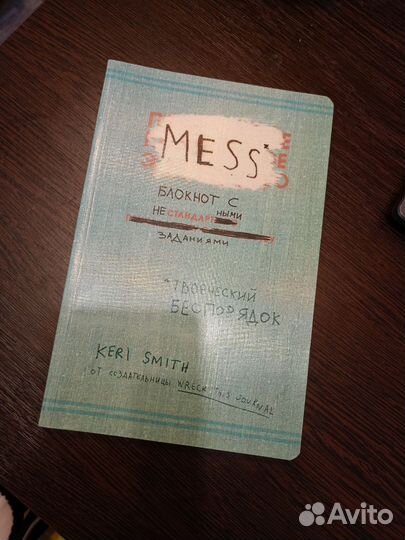 MESS*
БЛОКНОТ С
НЕСТАНДАРТНЫМИ
ЗАДАНИЯМИ
*ТВОРЧЕСКИЙ
БЕСПОРЯДОК
KERI SMITH
ОТ СОЗДАТЕЛЬНИЦЫ WRECK THIS JOURNAL
Avito